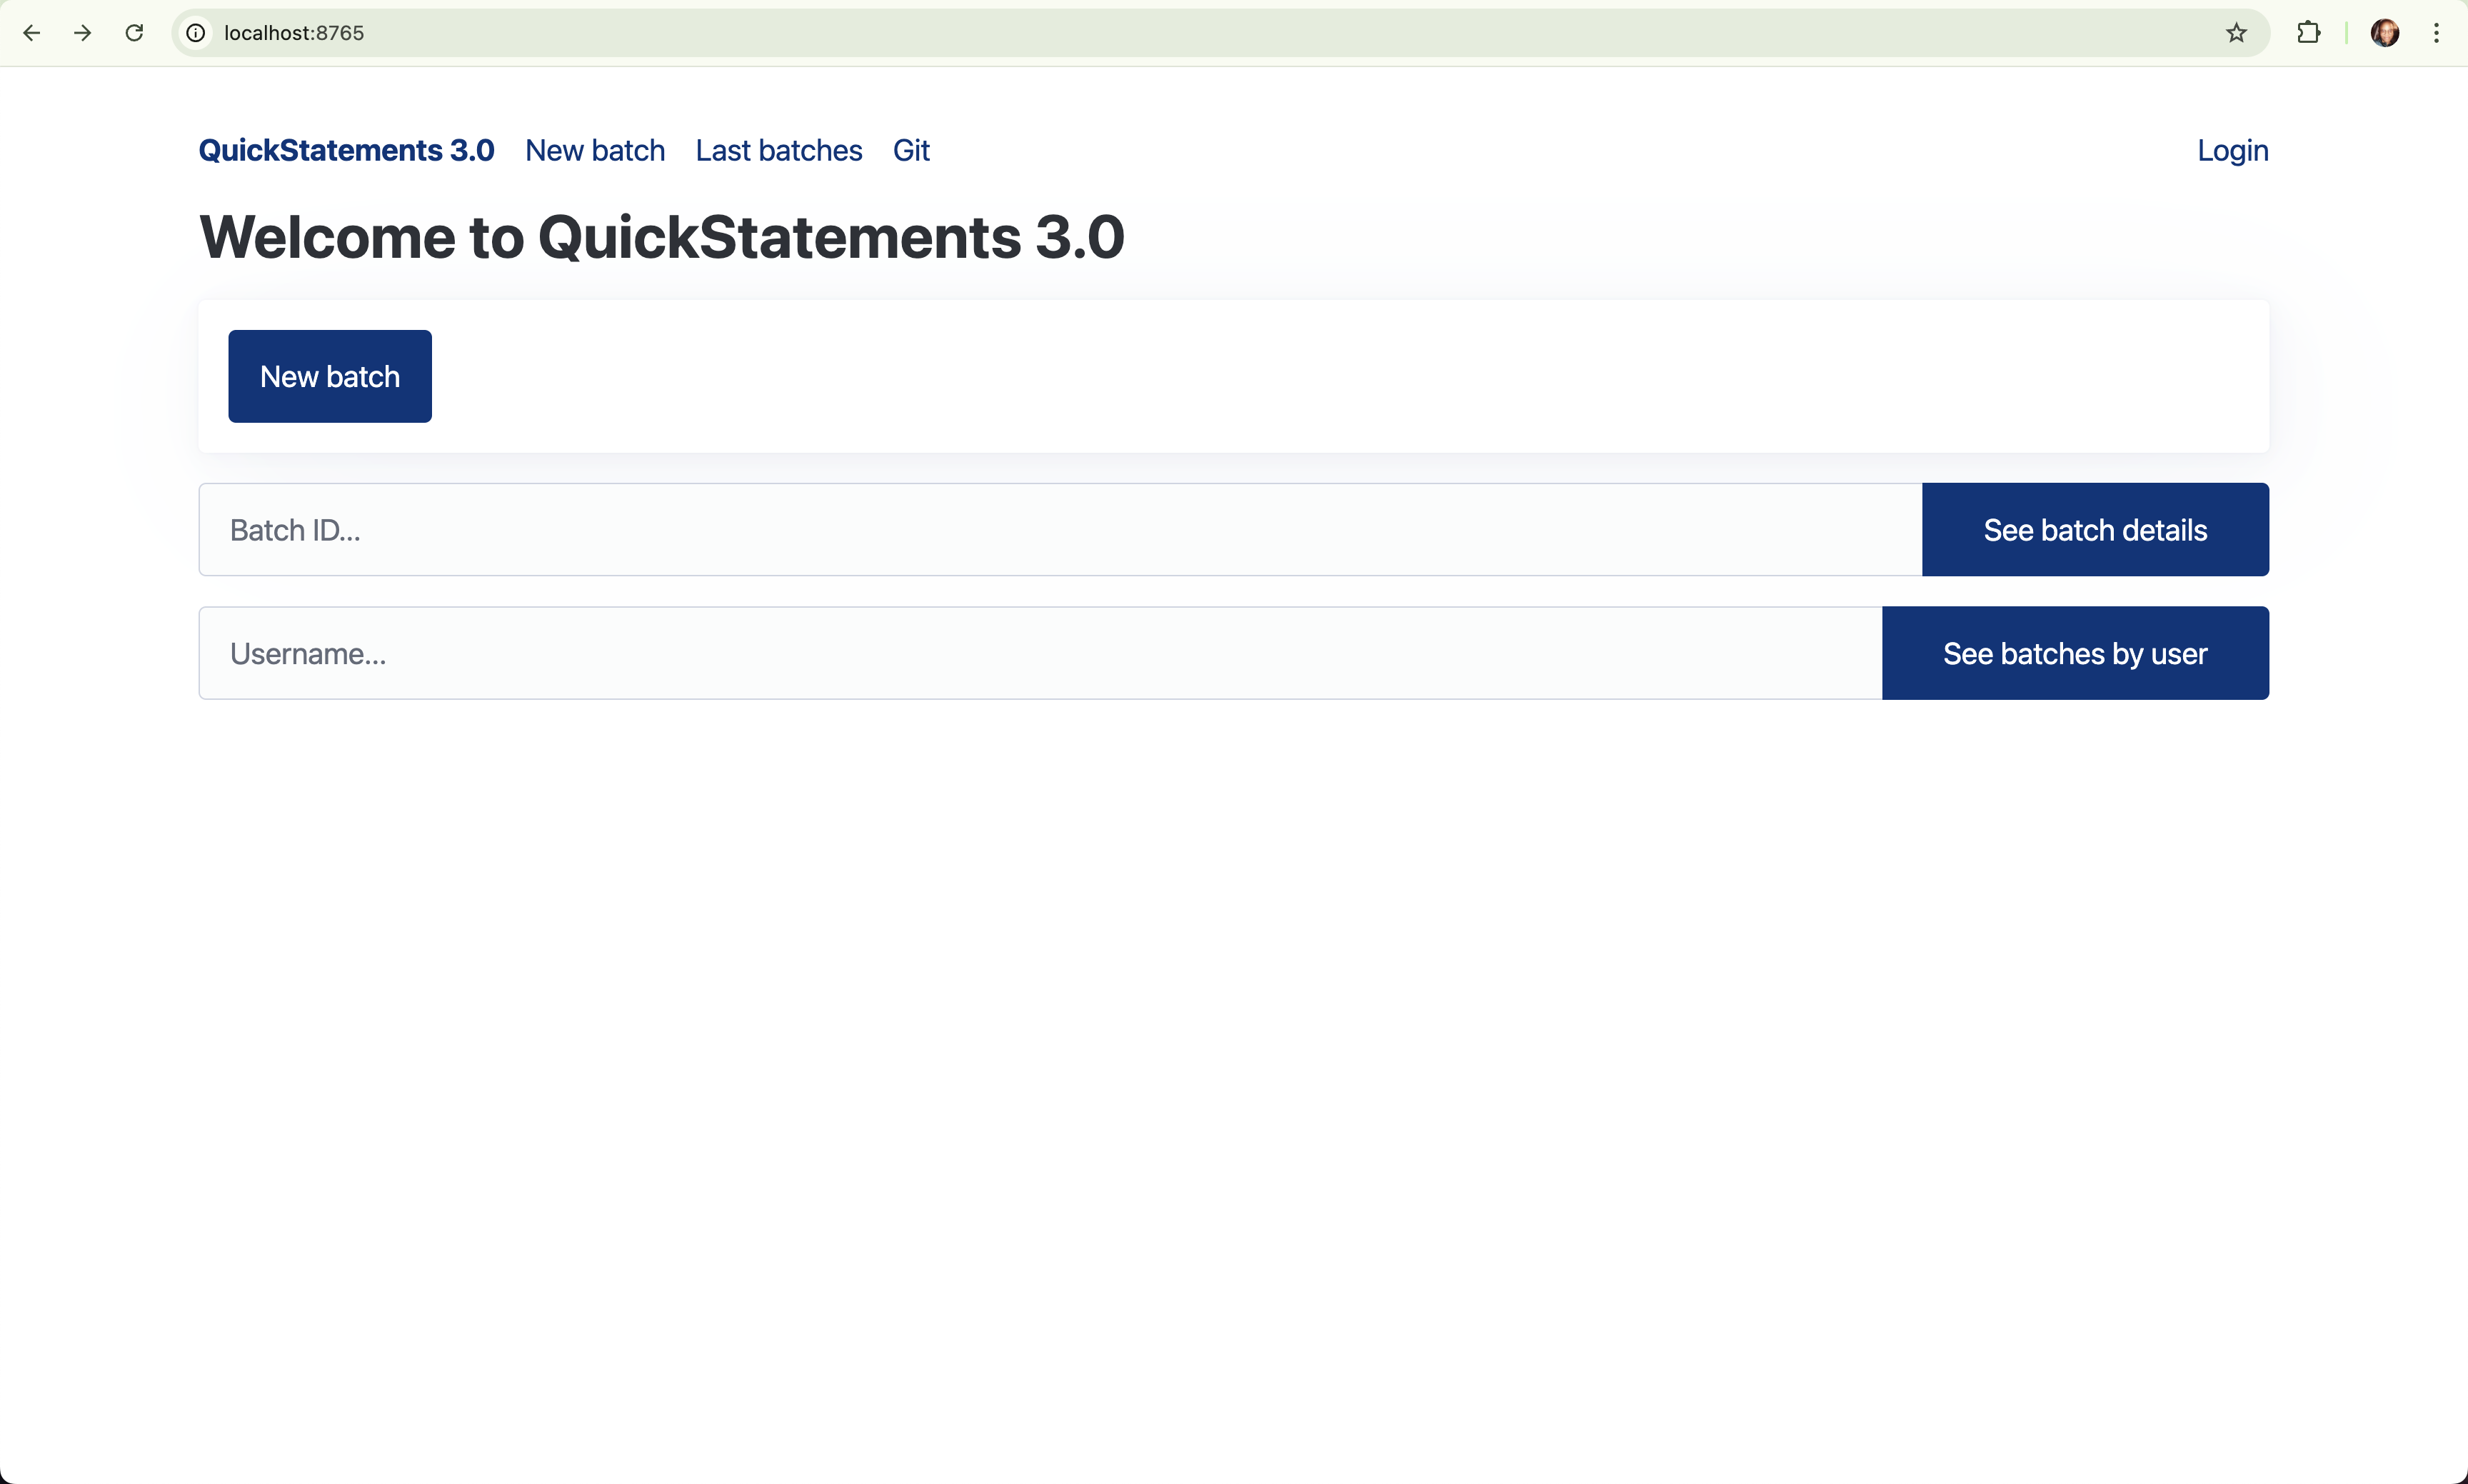 localhost:8765
QuickStatements 3.0 New batch Last batches Git Login
Welcome to QuickStatements 3.0
New batch
Batch ID... See batch details
Username... See batches by user